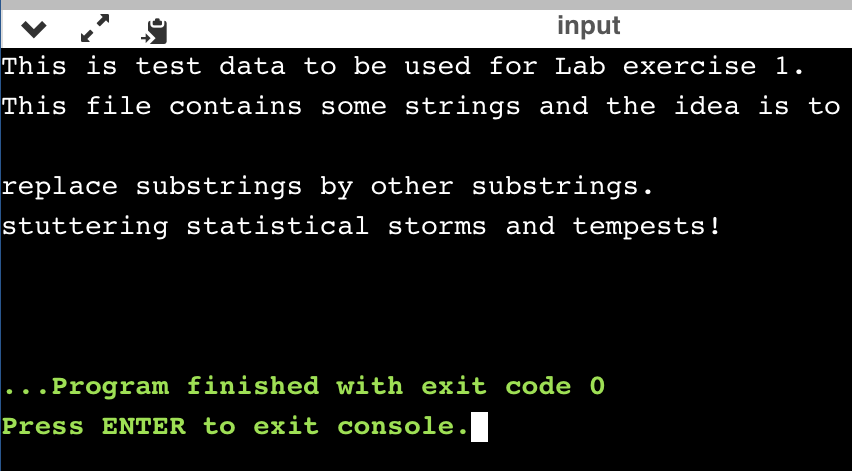 input
This is test data to be used for Lab exercise 1.
This file contains some strings and the idea is to
replace substrings by other substrings.
stuttering statistical storms and tempests!
...Program finished with exit code 0
Press ENTER to exit console.